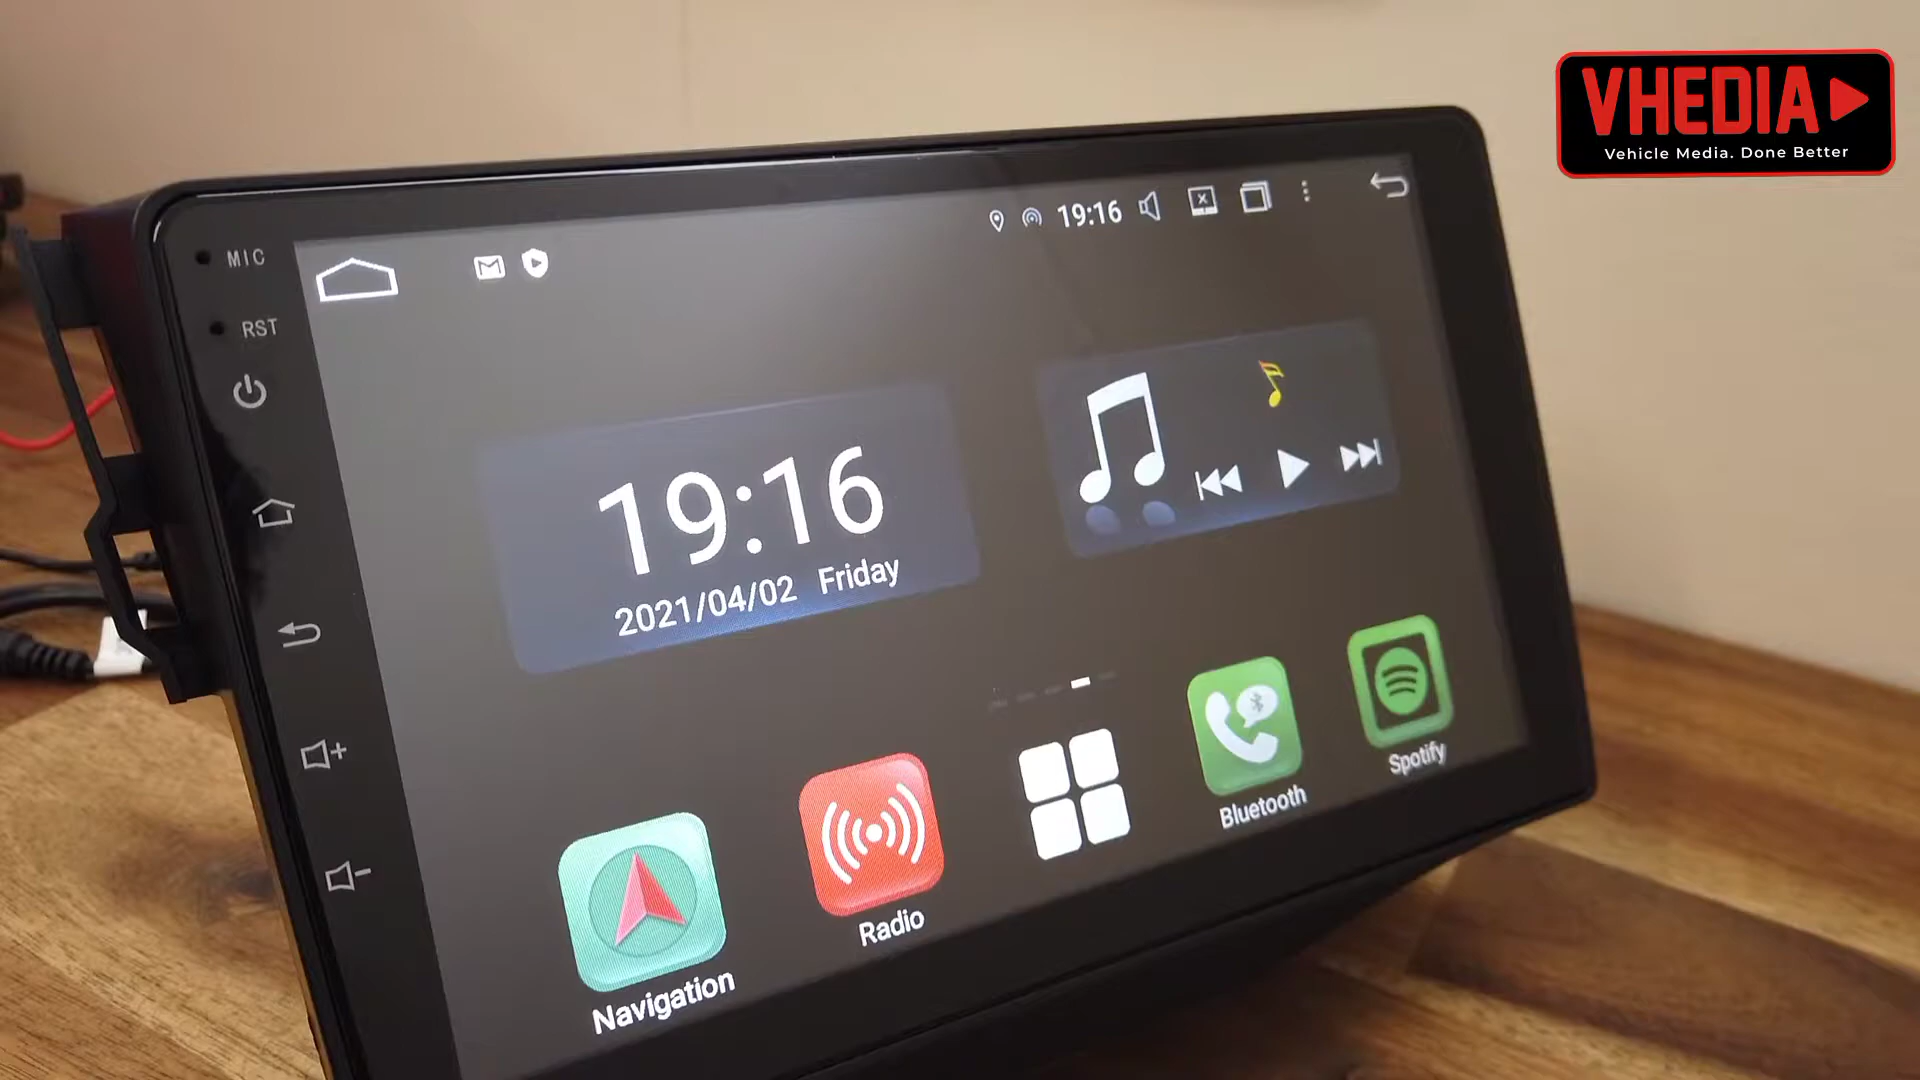 VHEDIA
Vehicle Media. Done Better
MIC
RST
19:16
19:16
2021/04/02 Friday
Navigation
Radio
Bluetooth
Spotify